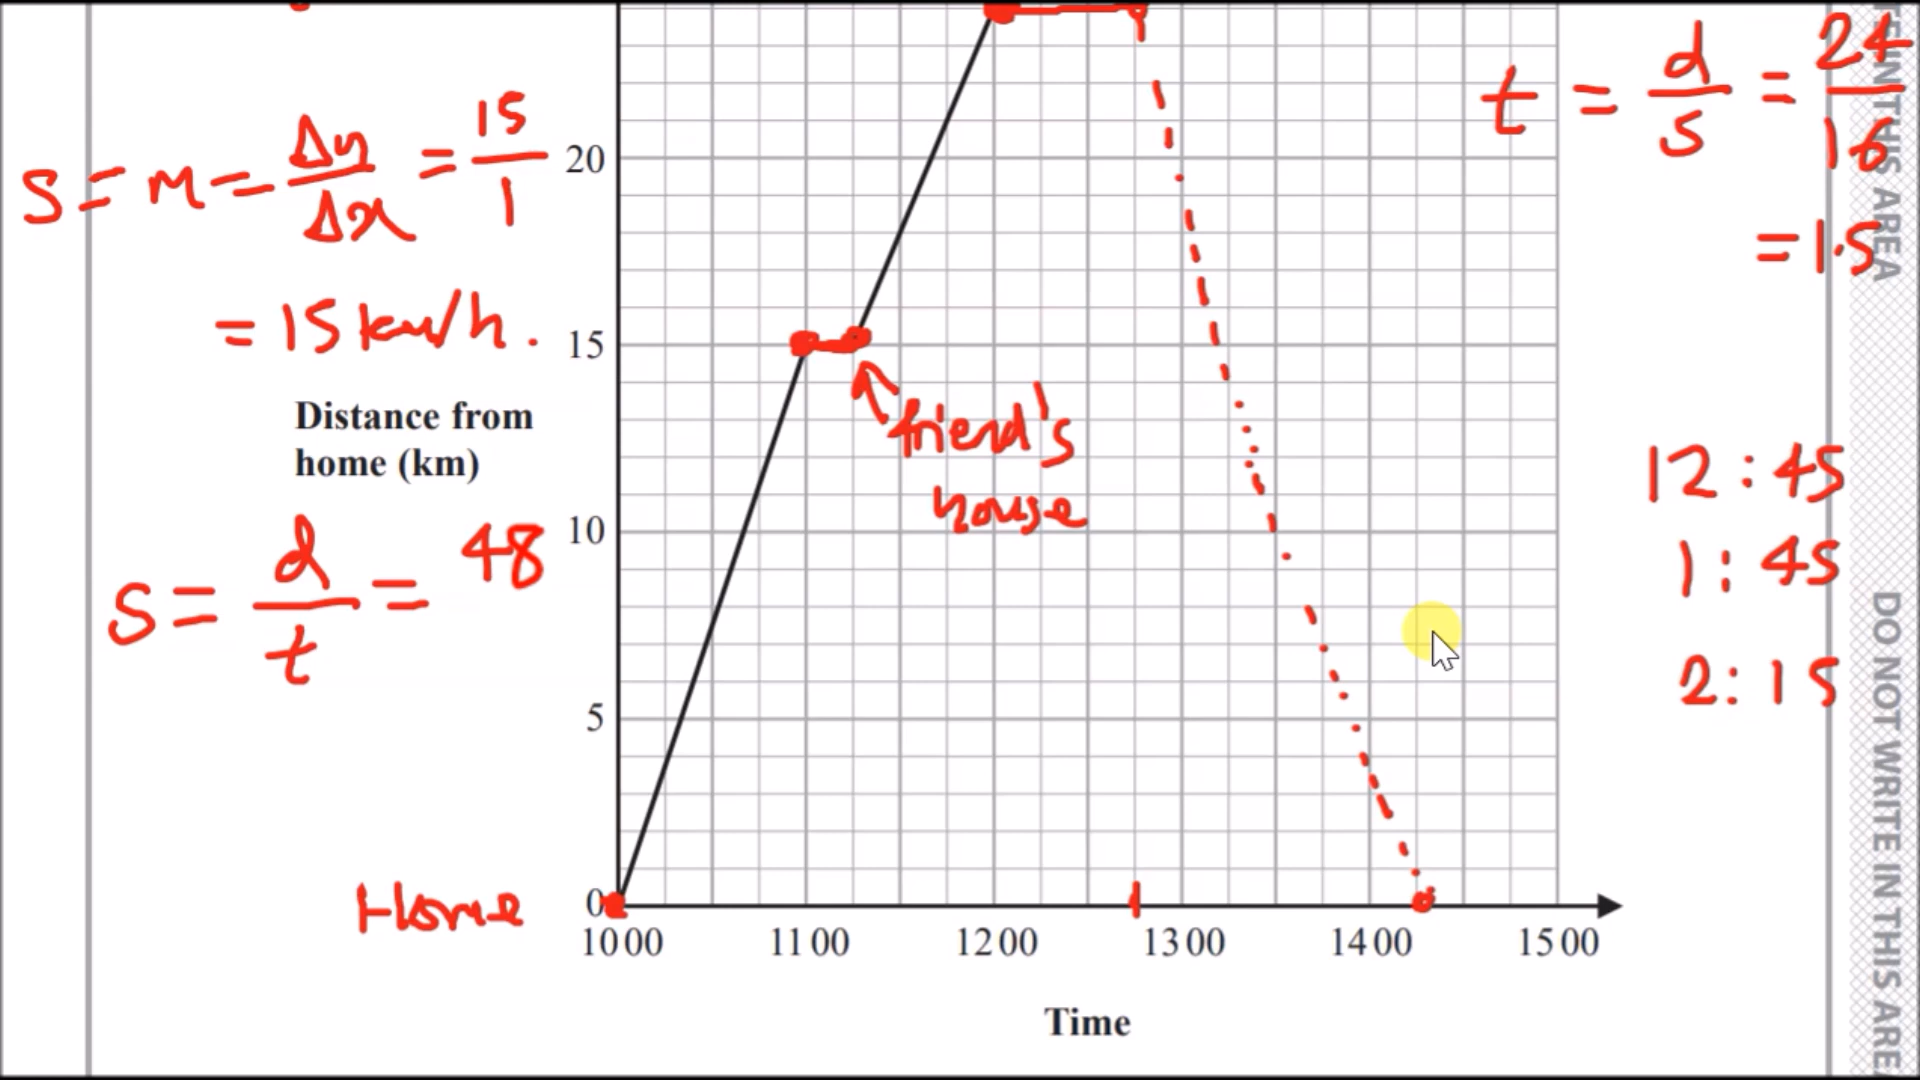 S = m = Δy/Δx = 15/1
= 15 km/h.
Distance from
home (km)
S = d/t = 48
Home
20
15
10
5
0
friend's
house
1000 1100 1200 1300 1400 1500
Time
t = d/s = 24/16
= 1.5
12:45
1:45
2:15
THIS AREA
DO NOT WRITE IN THIS AREA